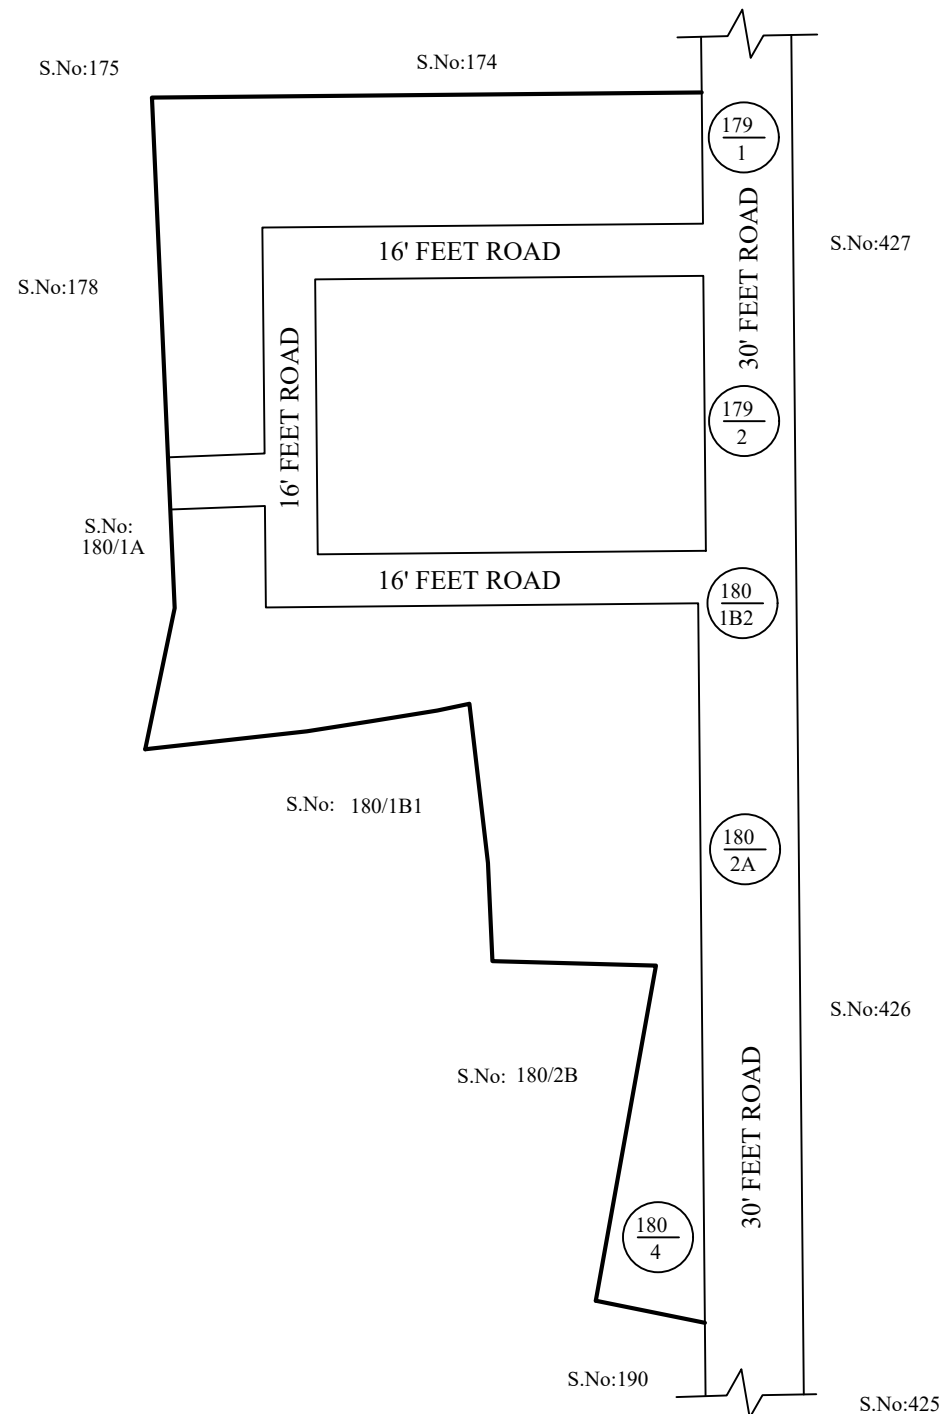 S.No:175
S.No:174
179
1
S.No:427
16' FEET ROAD
30' FEET ROAD
S.No:178
16' FEET ROAD
179
2
S.No:
180/1A
16' FEET ROAD
180
1B2
S.No: 180/1B1
180
2A
S.No:426
S.No: 180/2B
30' FEET ROAD
180
4
S.No:190
S.No:425